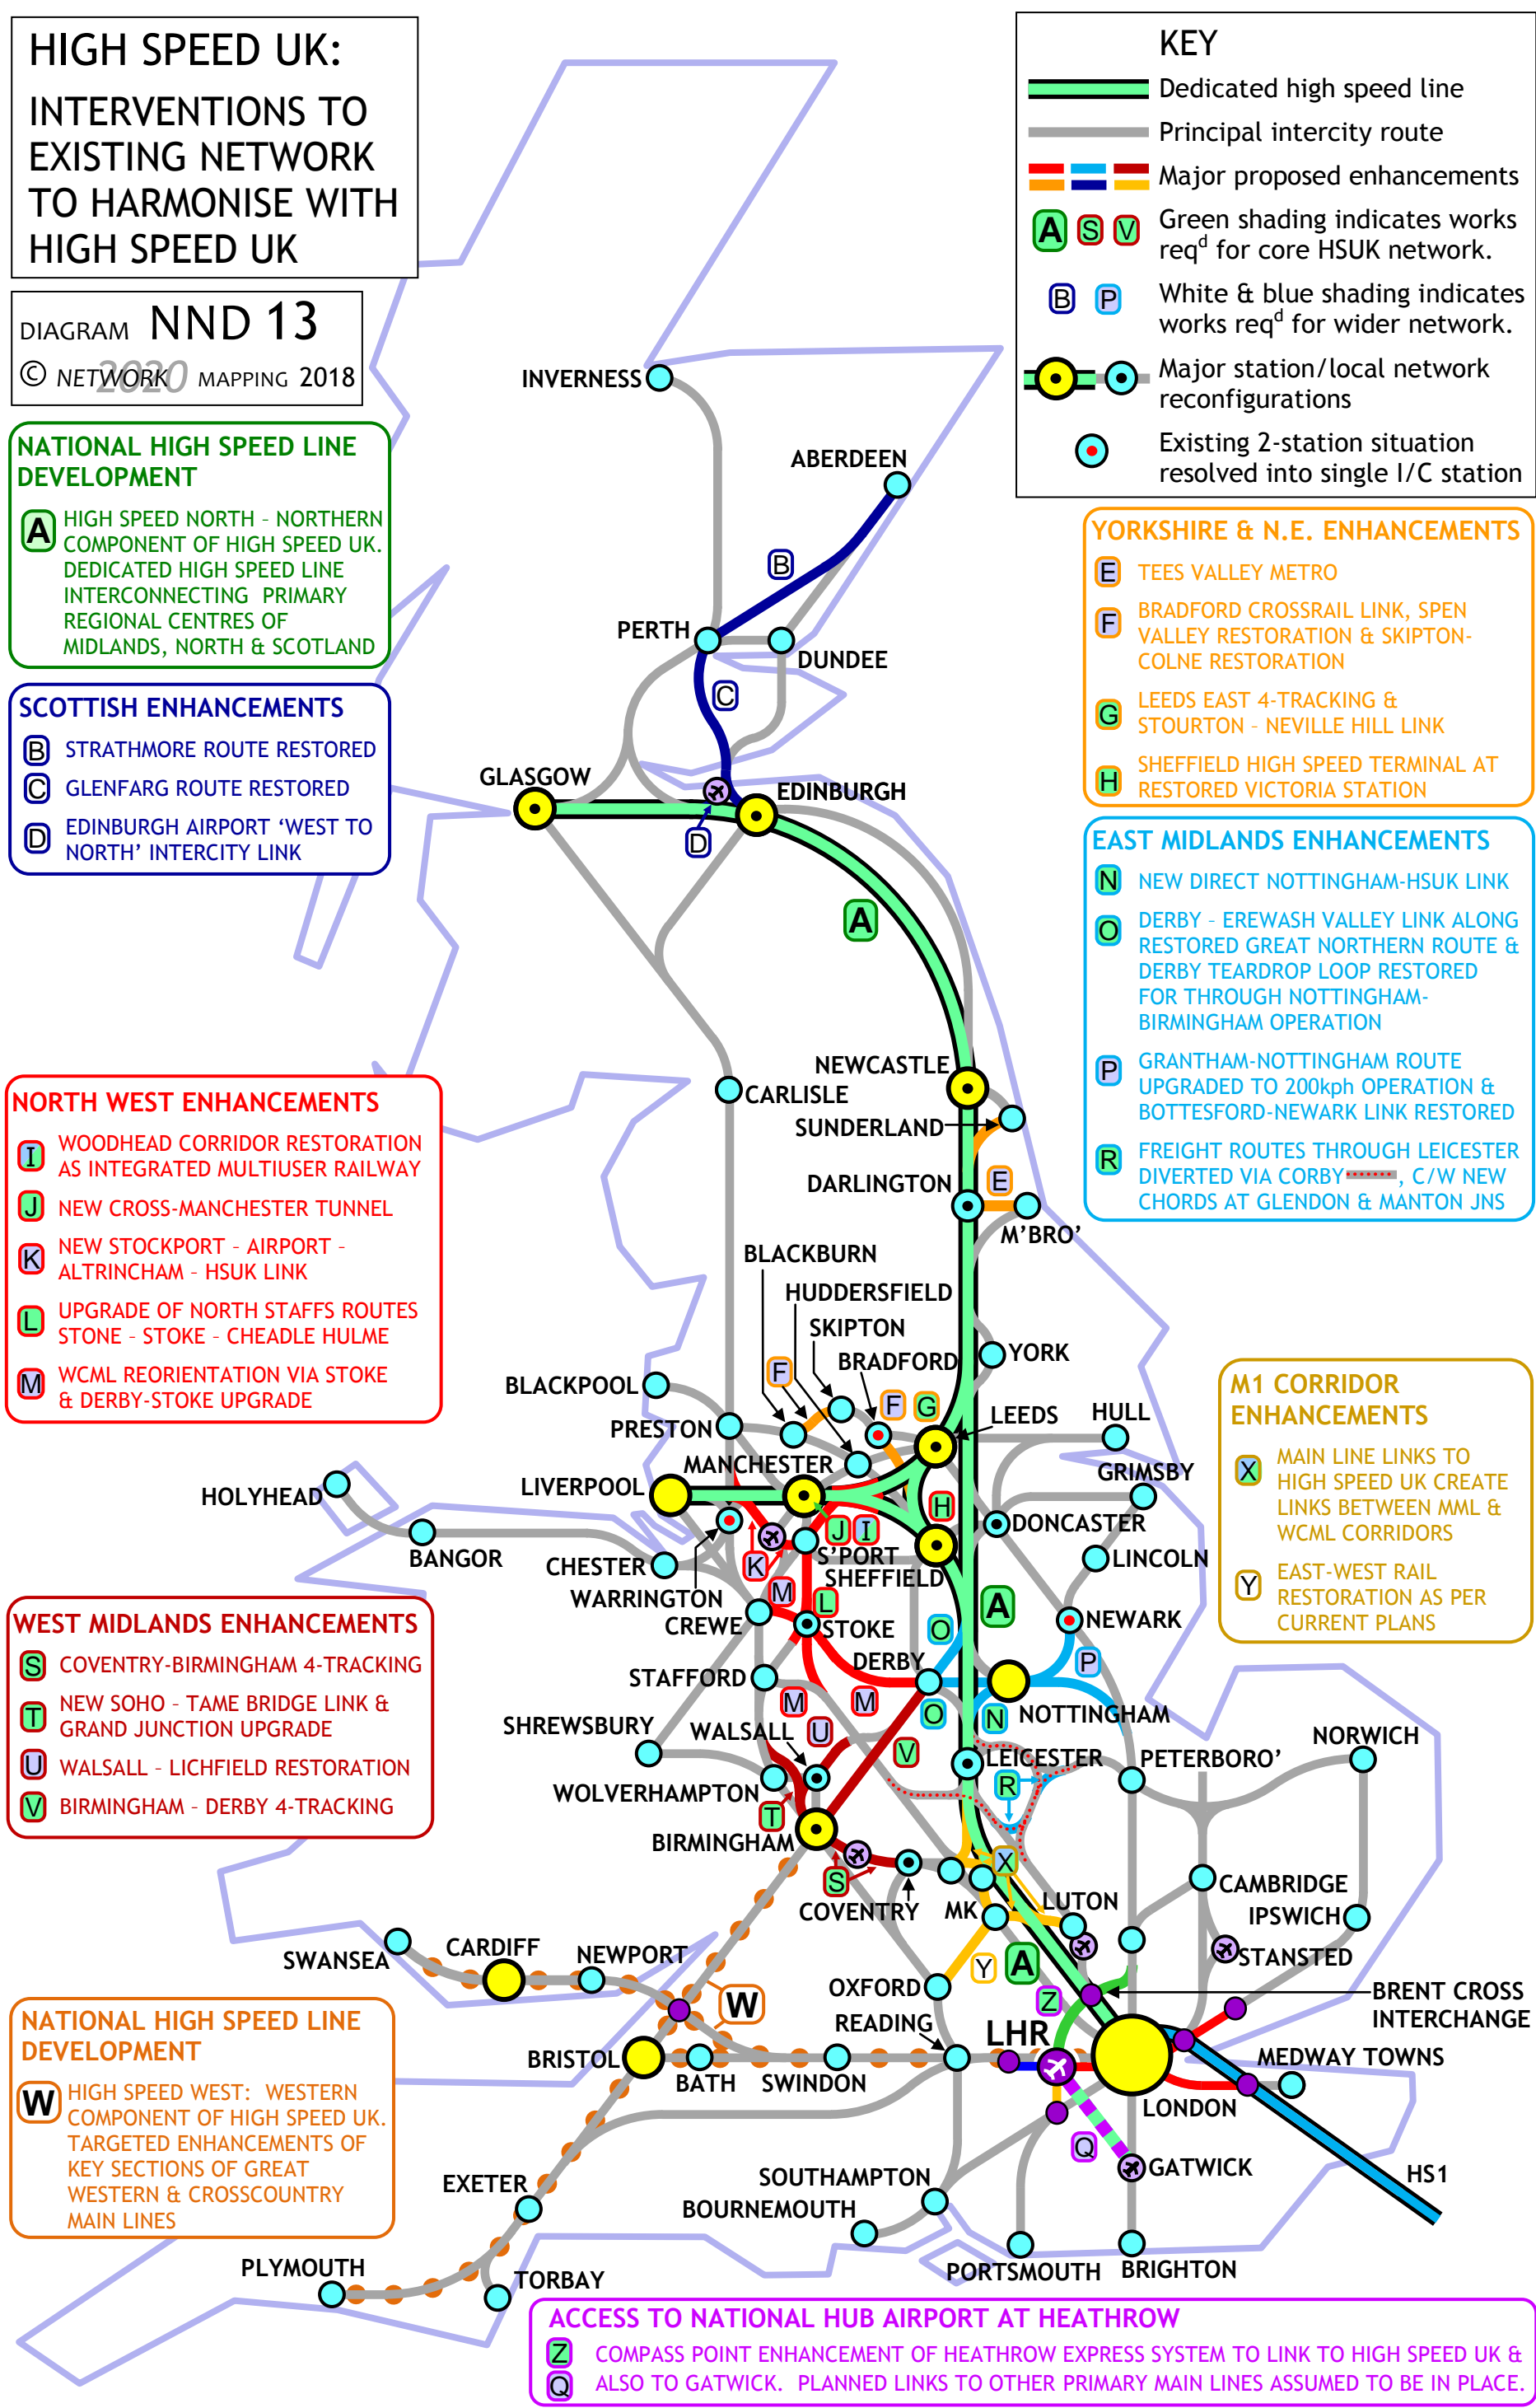 HIGH SPEED UK:
INTERVENTIONS TO
EXISTING NETWORK
TO HARMONISE WITH
HIGH SPEED UK
DIAGRAM NND 13
© NETWORK 2020 MAPPING 2018
KEY
Dedicated high speed line
Principal intercity route
Major proposed enhancements
A S V Green shading indicates works
reqd for core HSUK network.
B P White & blue shading indicates
works reqd for wider network.
Major station/local network
reconfigurations
Existing 2-station situation
resolved into single I/C station
NATIONAL HIGH SPEED LINE
DEVELOPMENT
A HIGH SPEED NORTH – NORTHERN
COMPONENT OF HIGH SPEED UK.
DEDICATED HIGH SPEED LINE
INTERCONNECTING PRIMARY
REGIONAL CENTRES OF
MIDLANDS, NORTH & SCOTLAND
SCOTTISH ENHANCEMENTS
B STRATHMORE ROUTE RESTORED
C GLENFARG ROUTE RESTORED
D EDINBURGH AIRPORT ‘WEST TO
NORTH’ INTERCITY LINK
YORKSHIRE & N.E. ENHANCEMENTS
E TEES VALLEY METRO
F BRADFORD CROSSRAIL LINK, SPEN
VALLEY RESTORATION & SKIPTON-
COLNE RESTORATION
G LEEDS EAST 4-TRACKING &
STOURTON – NEVILLE HILL LINK
H SHEFFIELD HIGH SPEED TERMINAL AT
RESTORED VICTORIA STATION
EAST MIDLANDS ENHANCEMENTS
N NEW DIRECT NOTTINGHAM-HSUK LINK
O DERBY – EREWASH VALLEY LINK ALONG
RESTORED GREAT NORTHERN ROUTE &
DERBY TEARDROP LOOP RESTORED
FOR THROUGH NOTTINGHAM-
BIRMINGHAM OPERATION
P GRANTHAM-NOTTINGHAM ROUTE
UPGRADED TO 200kph OPERATION &
BOTTESFORD-NEWARK LINK RESTORED
R FREIGHT ROUTES THROUGH LEICESTER
DIVERTED VIA CORBY , C/W NEW
CHORDS AT GLENDON & MANTON JNS
NORTH WEST ENHANCEMENTS
I WOODHEAD CORRIDOR RESTORATION
AS INTEGRATED MULTIUSER RAILWAY
J NEW CROSS-MANCHESTER TUNNEL
K NEW STOCKPORT – AIRPORT –
ALTRINCHAM – HSUK LINK
L UPGRADE OF NORTH STAFFS ROUTES
STONE – STOKE – CHEADLE HULME
M WCML REORIENTATION VIA STOKE
& DERBY-STOKE UPGRADE
M1 CORRIDOR
ENHANCEMENTS
X MAIN LINE LINKS TO
HIGH SPEED UK CREATE
LINKS BETWEEN MML &
WCML CORRIDORS
Y EAST-WEST RAIL
RESTORATION AS PER
CURRENT PLANS
WEST MIDLANDS ENHANCEMENTS
S COVENTRY-BIRMINGHAM 4-TRACKING
T NEW SOHO – TAME BRIDGE LINK &
GRAND JUNCTION UPGRADE
U WALSALL – LICHFIELD RESTORATION
V BIRMINGHAM – DERBY 4-TRACKING
NATIONAL HIGH SPEED LINE
DEVELOPMENT
W HIGH SPEED WEST: WESTERN
COMPONENT OF HIGH SPEED UK.
TARGETED ENHANCEMENTS OF
KEY SECTIONS OF GREAT
WESTERN & CROSSCOUNTRY
MAIN LINES
ACCESS TO NATIONAL HUB AIRPORT AT HEATHROW
Z COMPASS POINT ENHANCEMENT OF HEATHROW EXPRESS SYSTEM TO LINK TO HIGH SPEED UK &
Q ALSO TO GATWICK. PLANNED LINKS TO OTHER PRIMARY MAIN LINES ASSUMED TO BE IN PLACE.
INVERNESS
ABERDEEN
B
PERTH
DUNDEE
C
GLASGOW
EDINBURGH
D
A
NEWCASTLE
CARLISLE
SUNDERLAND
DARLINGTON
E
M’BRO’
BLACKBURN
HUDDERSFIELD
SKIPTON
YORK
BRADFORD
F
BLACKPOOL
F G
LEEDS
HULL
PRESTON
MANCHESTER
GRIMSBY
LIVERPOOL
HOLYHEAD
H
J I
DONCASTER
BANGOR
S’PORT
LINCOLN
CHESTER
K
SHEFFIELD
WARRINGTON
M
L
A
CREWE
STOKE
O
NEWARK
DERBY
P
STAFFORD
M M
O N
NOTTINGHAM
SHREWSBURY
WALSALL
U
V
NORWICH
LEICESTER
PETERBORO’
WOLVERHAMPTON
R
T
BIRMINGHAM
X
S
COVENTRY
MK
LUTON
CAMBRIDGE
IPSWICH
SWANSEA
CARDIFF
NEWPORT
STANSTED
Y A
OXFORD
W
Z
BRENT CROSS
INTERCHANGE
READING
LHR
BRISTOL
BATH
SWINDON
MEDWAY TOWNS
LONDON
Q
GATWICK
HS1
EXETER
SOUTHAMPTON
BOURNEMOUTH
PLYMOUTH
TORBAY
PORTSMOUTH
BRIGHTON